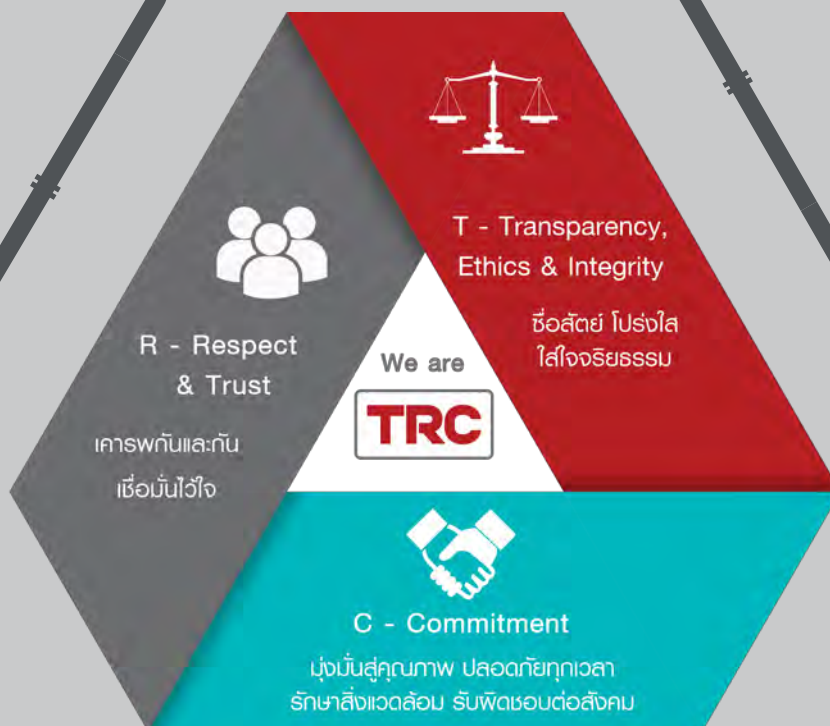 T - Transparency,
Ethics & Integrity
ซื่อสัตย์ โปร่งใส
ใส่ใจจริยธรรม
R - Respect
& Trust
เคารพกันและกัน
เชื่อมั่นไว้ใจ
We are
TRC
C - Commitment
มุ่งมั่นสู่คุณภาพ ปลอดภัยทุกเวลา
รักษาสิ่งแวดล้อม รับผิดชอบต่อสังคม